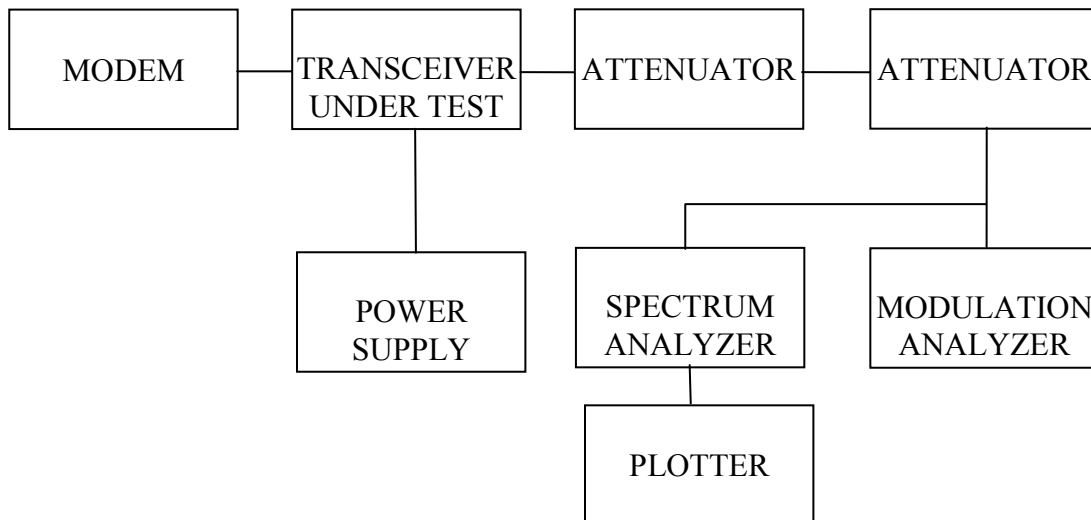 MODEM
TRANSCEIVER
UNDER TEST
ATTENUATOR
ATTENUATOR
POWER
SUPPLY
SPECTRUM
ANALYZER
MODULATION
ANALYZER
PLOTTER